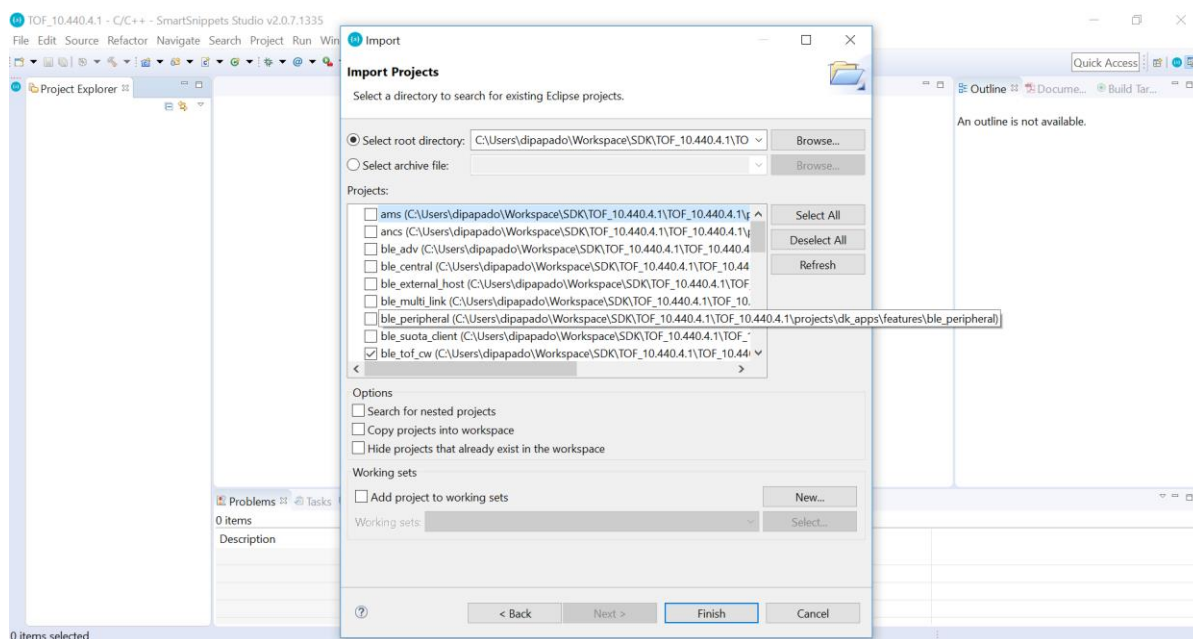 TOF_10.440.4.1 - C/C++ - SmartSnippets Studio v2.0.7.1335
File Edit Source Refactor Navigate Search Project Run Win
Quick Access
Project Explorer
Outline Docume... Build Tar...
An outline is not available.
Import
Import Projects
Select a directory to search for existing Eclipse projects.
Select root directory: C:\Users\dipapado\Workspace\SDK\TOF_10.440.4.1\TO Browse...
Select archive file: Browse...
Projects:
ams (C:\Users\dipapado\Workspace\SDK\TOF_10.440.4.1\TOF_10.440.4.1\p Select All
ancs (C:\Users\dipapado\Workspace\SDK\TOF_10.440.4.1\TOF_10.440.4.1\p
ble_adv (C:\Users\dipapado\Workspace\SDK\TOF_10.440.4.1\TOF_10.440.4 Deselect All
ble_central (C:\Users\dipapado\Workspace\SDK\TOF_10.440.4.1\TOF_10.44 Refresh
ble_external_host (C:\Users\dipapado\Workspace\SDK\TOF_10.440.4.1\TOF
ble_multi_link (C:\Users\dipapado\Workspace\SDK\TOF_10.440.4.1\TOF_10.
ble_peripheral (C:\Users\dipapado\Workspace\SDK\TOF_10.440.4.1\TOF_10.440.4.1\projects\dk_apps\features\ble_peripheral)
ble_suota_client (C:\Users\dipapado\Workspace\SDK\TOF_10.440.4.1\TOF_
ble_tof_cw (C:\Users\dipapado\Workspace\SDK\TOF_10.440.4.1\TOF_10.44
Options
Search for nested projects
Copy projects into workspace
Hide projects that already exist in the workspace
Working sets
Add project to working sets New...
Working sets: Select...
< Back Next > Finish Cancel
Problems Tasks
0 items
Description
0 items selected